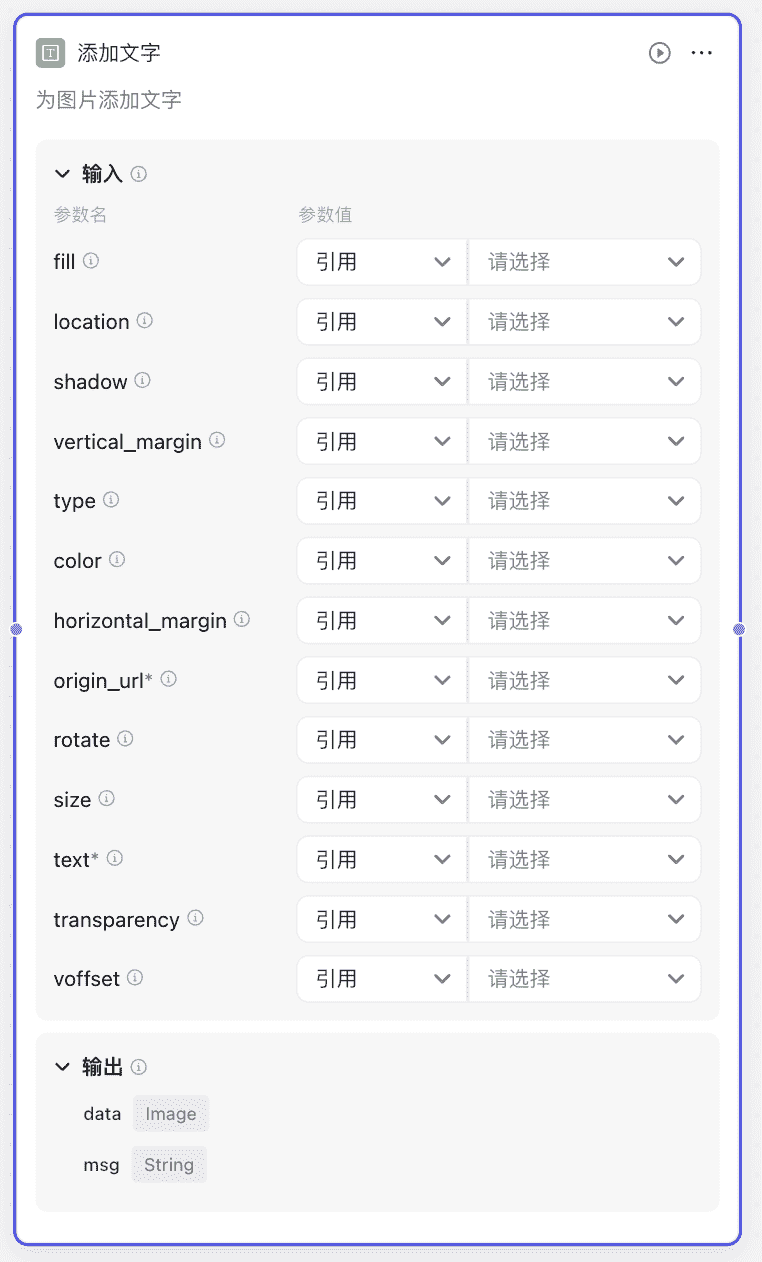 添加文字
为图片添加文字
输入
参数名 参数值
fill 引用 请选择
location 引用 请选择
shadow 引用 请选择
vertical_margin 引用 请选择
type 引用 请选择
color 引用 请选择
horizontal_margin 引用 请选择
origin_url* 引用 请选择
rotate 引用 请选择
size 引用 请选择
text* 引用 请选择
transparency 引用 请选择
voffset 引用 请选择
输出
data Image
msg String